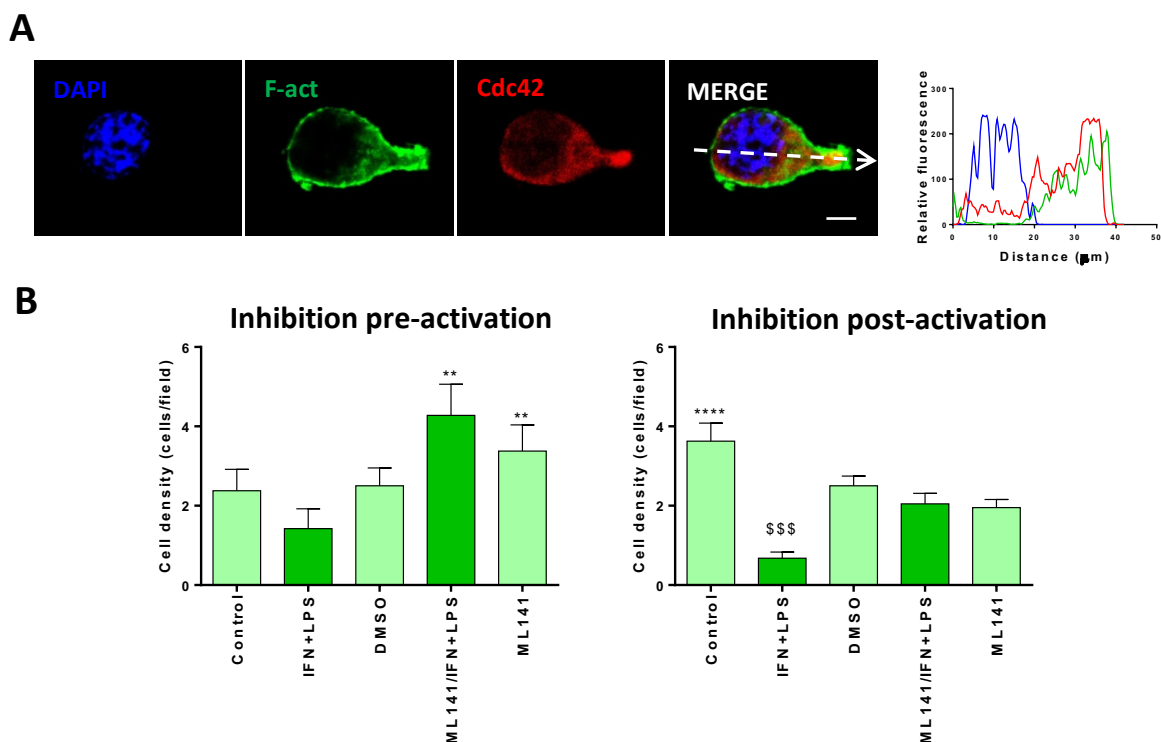 A
DAPI
F-act
Cdc42
MERGE
Relative fluorescence
300
200
100
0
0 10 20 30 40 50
Distance (μm)
B
Inhibition pre-activation
Cell density (cells/field)
6
4
2
0
**
**
Control
IFN+LPS
DMSO
ML141/IFN+LPS
ML141
Inhibition post-activation
Cell density (cells/field)
6
4
2
0
****
$$$
Control
IFN+LPS
DMSO
ML141/IFN+LPS
ML141